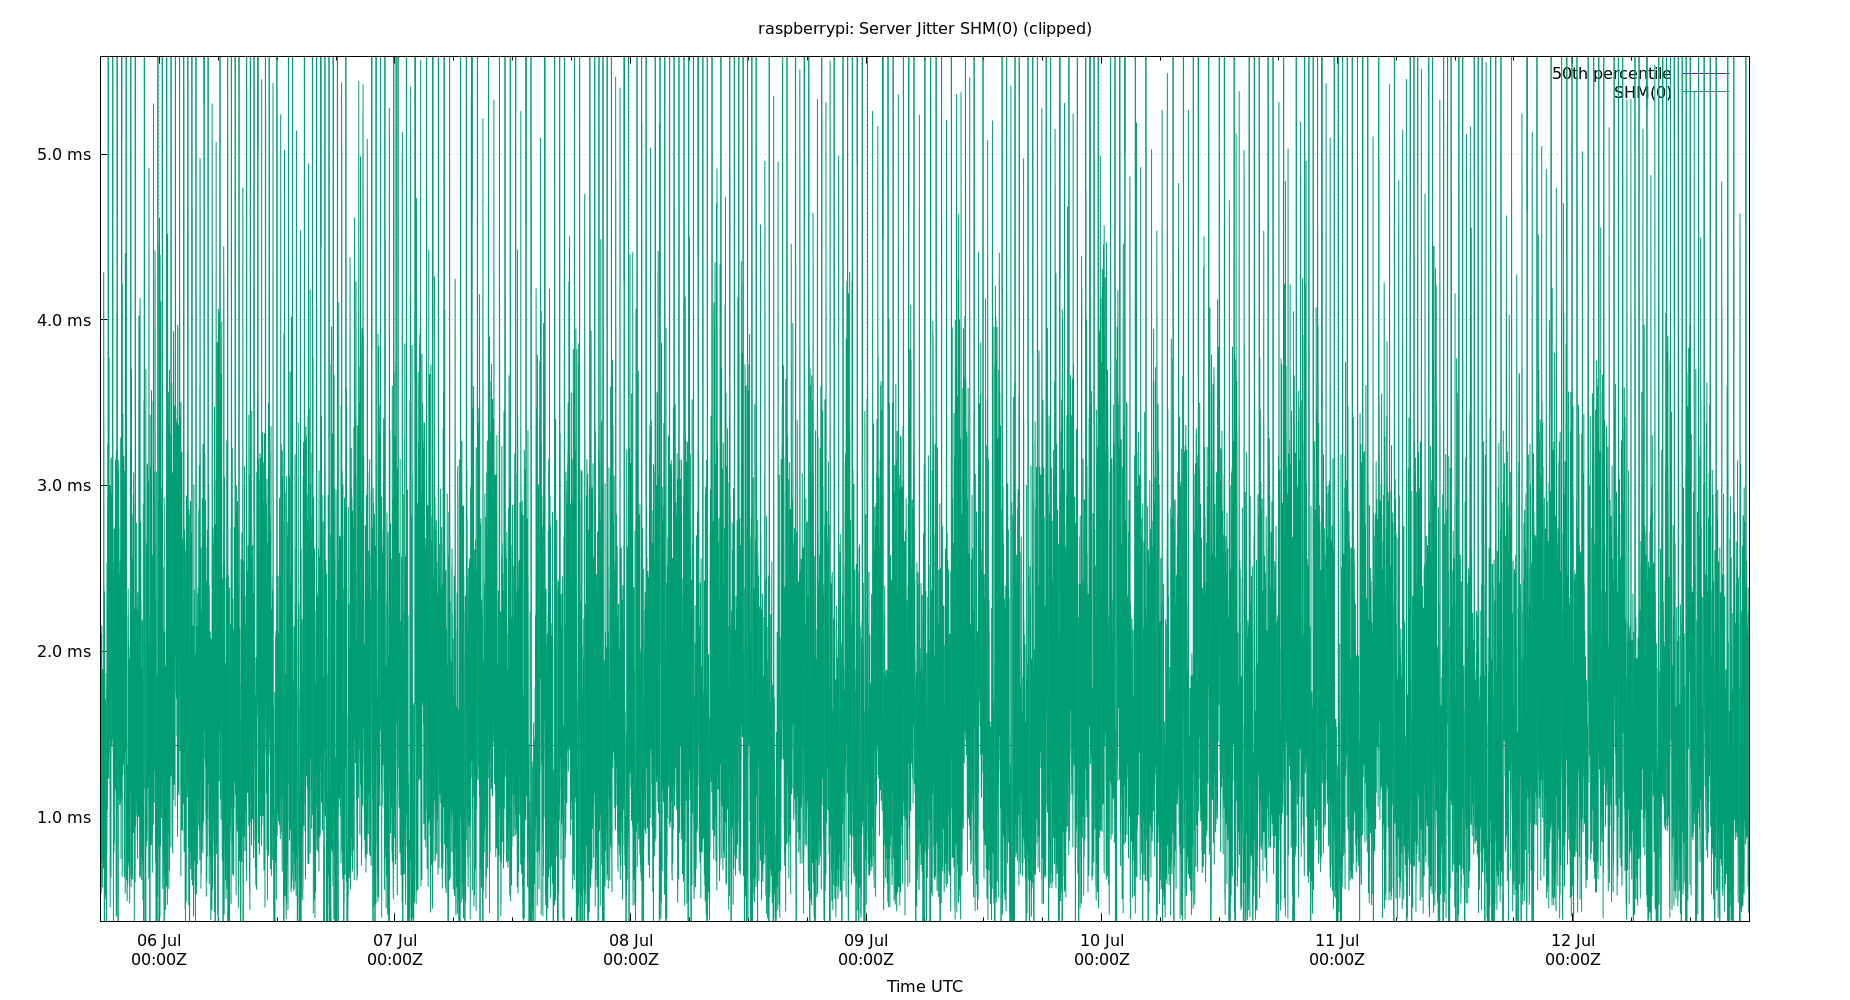 raspberrypi: Server Jitter SHM(0) (clipped)
50th percentile
SHM(0)
5.0 ms
4.0 ms
3.0 ms
2.0 ms
1.0 ms
06 Jul 07 Jul 08 Jul 09 Jul 10 Jul 11 Jul 12 Jul
00:00Z 00:00Z 00:00Z 00:00Z 00:00Z 00:00Z 00:00Z
Time UTC